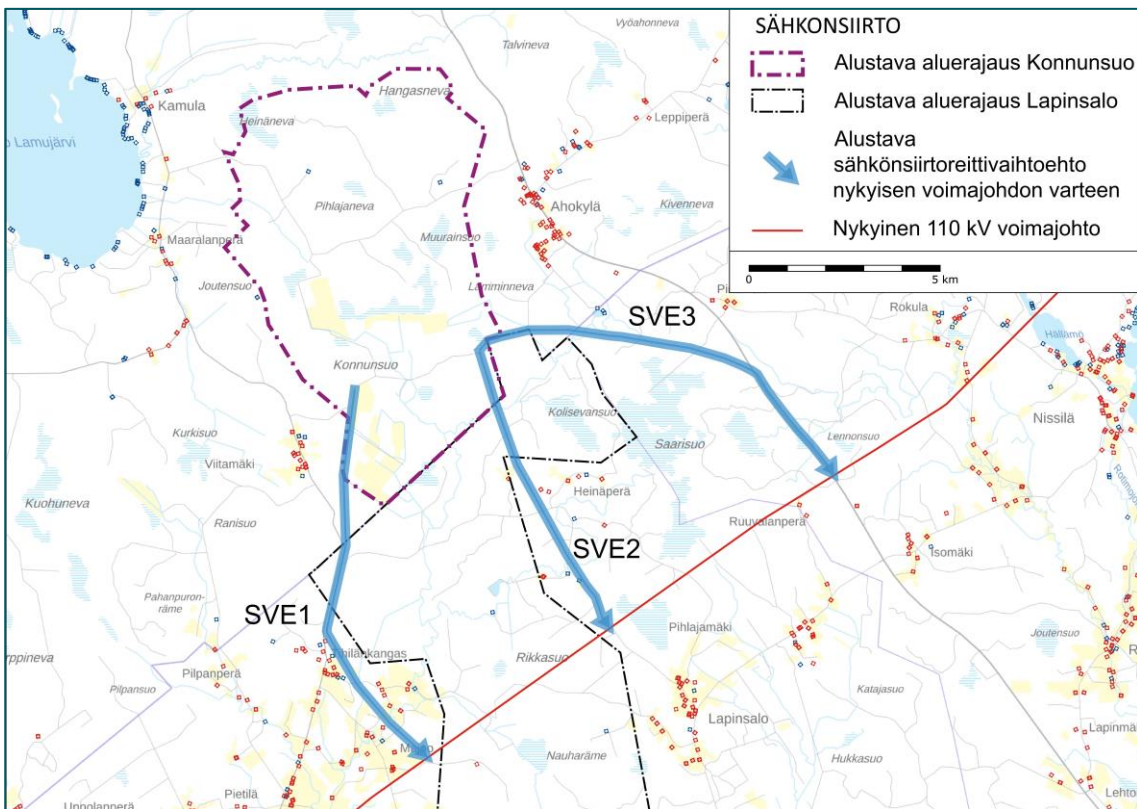 SÄHKONSIIRTO
Alustava aluerajaus Konnunsuo
Alustava aluerajaus Lapinsalo
Alustava
sähkönsiirtoreittivaihtoehto
nykyisen voimajohdon varteen
Nykyinen 110 kV voimajohto
0
5 km
Vyöahonneva
Talvineva
Kamula
Hangasneva
Leppiperä
Heinäneva
Lamujärvi
Pihlajaneva
Ahokylä
Kivenneva
Maaralanperä
Muurainsuo
Joutensuo
Lamminneva
Rokula
SVE3
Hällämö
Konnunsuo
Kolisevansuo
Nissilä
Kurkisuo
Saarisuo
Lennonsuo
Viitamäki
Heinäperä
Kuohuneva
Ranisuo
Ruuvalanperä
SVE2
Isomäki
Pahanpuron-
räme
SVE1
Pihlajamäki
Joutensuo
Rikkasuo
Pilpanperä
Pilpansuo
Katajasuo
Lapinsalo
Nauharäme
Hukkasuo
Pietilä
Uppolanperä
Lehto